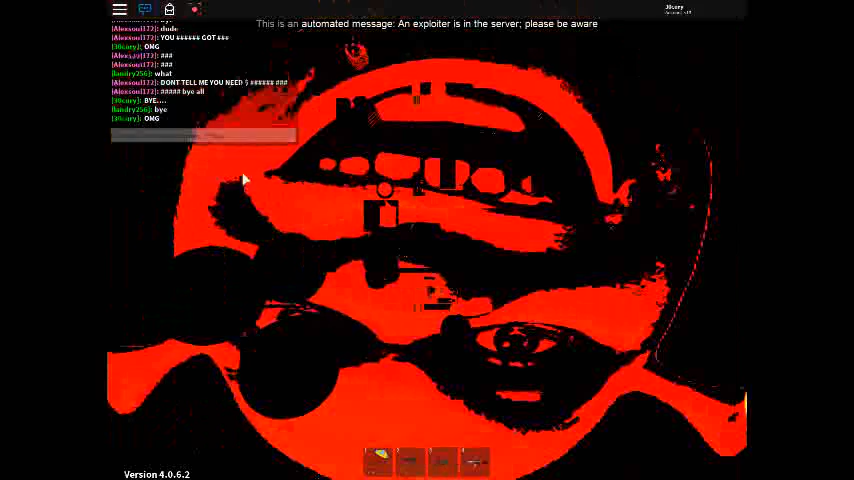 This is an automated message: An exploiter is in the server; please be aware
[Alexsoul172]: dude
[Alexsoul172]: YOU ###### GOT ###
[30cury]: OMG
[Alexsoul172]: ###
[Alexsoul172]: ###
[landry256]: what
[Alexsoul172]: DONT TELL ME YOU NEED ###### ###
[Alexsoul172]: ##### bye all
[30cury]: BYE....
[landry256]: bye
[30cury]: OMG
Version 4.0.6.2